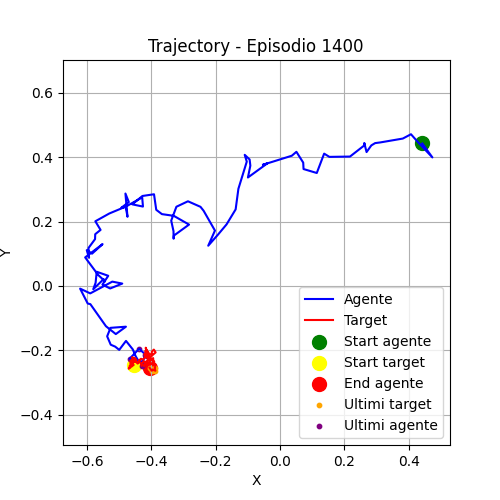 Trajectory - Episodio 1400
Y
0.6
0.4
0.2
0.0
−0.2
−0.4
Agente
Target
Start agente
Start target
End agente
Ultimi target
Ultimi agente
−0.6 −0.4 −0.2 0.0 0.2 0.4
X